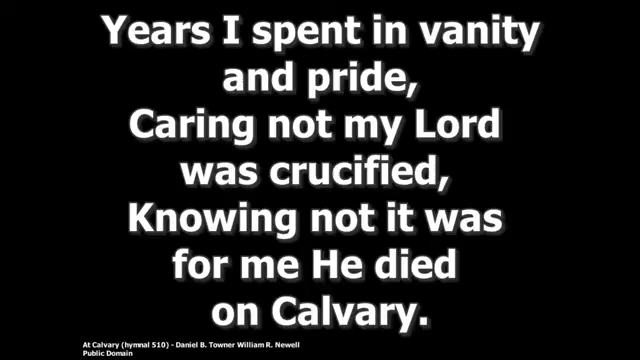 Years I spent in vanity
and pride,
Caring not my Lord
was crucified,
Knowing not it was
for me He died
on Calvary.
At Calvary (hymnal 510) - Daniel B. Towner William R. Newell
Public Domain